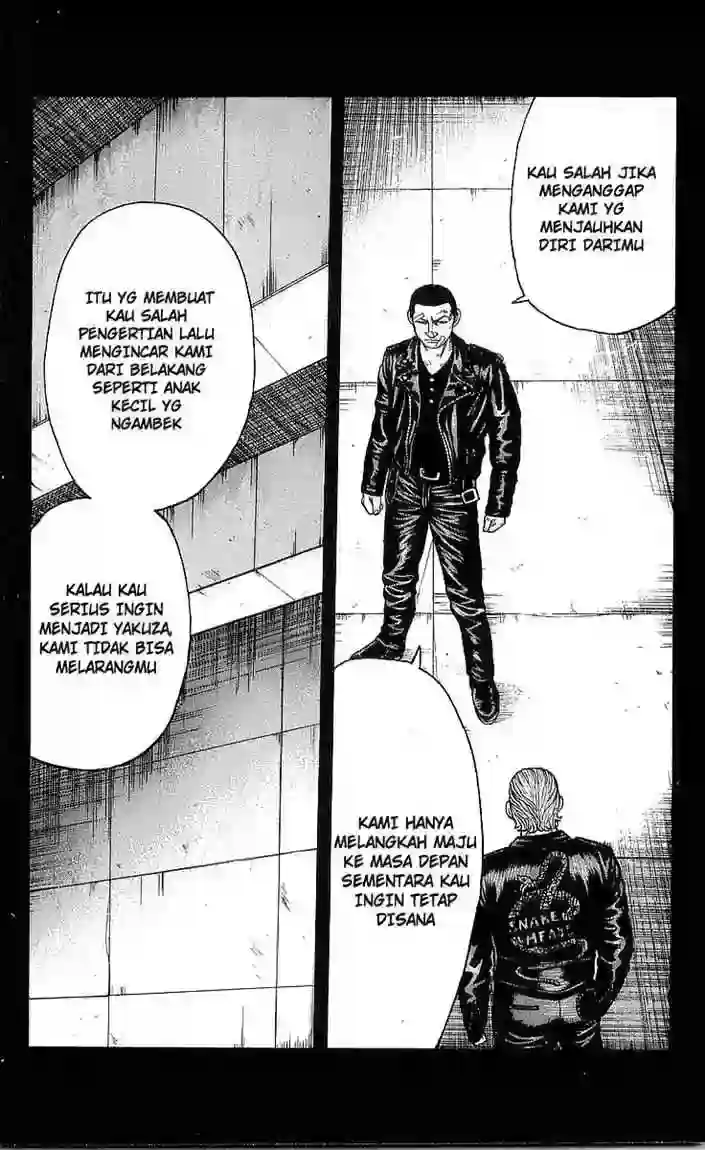 KAU SALAH JIKA
MENGANGGAP
KAMI YG
MENJAUHKAN
DIRI DARIMU
KAMI HANYA
MELANGKAH MAJU
KE MASA DEPAN
SEMENTARA KAU
INGIN TETAP
DISANA
ITU YG MEMBUAT
KAU SALAH
PENGERTIAN LALU
MENGINCAR KAMI
DARI BELAKANG
SEPERTI ANAK
KECIL YG
NGAMBEK
KALAU KAU
SERIUS INGIN
MENJADI YAKUZA,
KAMI TIDAK BISA
MELARANGMU